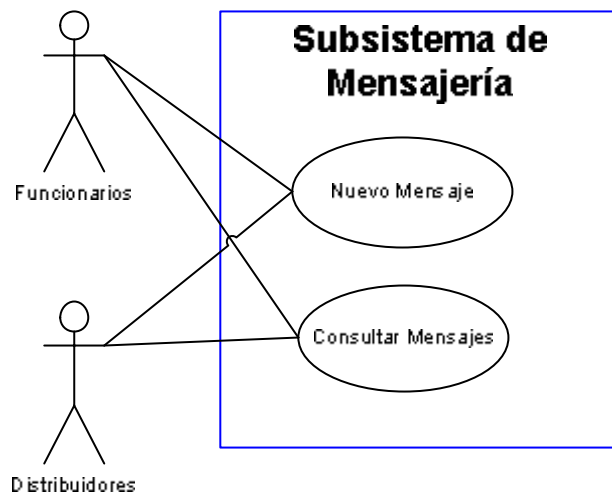 Subsistema de
Mensajería
Funcionarios
Nuevo Mensaje
Consultar Mensajes
Distribuidores